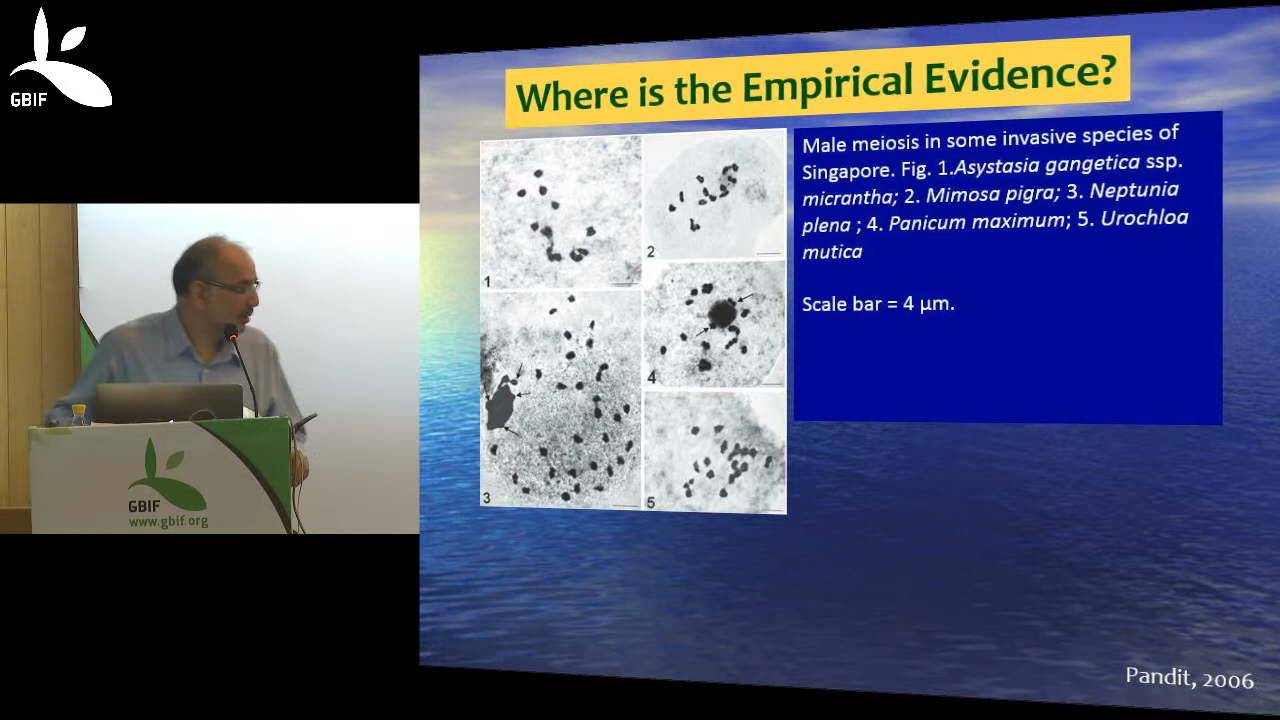 GBIF
Where is the Empirical Evidence?
1
2
3
4
5
Male meiosis in some invasive species of
Singapore. Fig. 1.Asystasia gangetica ssp.
micrantha; 2. Mimosa pigra; 3. Neptunia
plena ; 4. Panicum maximum; 5. Urochloa
mutica
Scale bar = 4 µm.
GBIF
www.gbif.org
Pandit, 2006